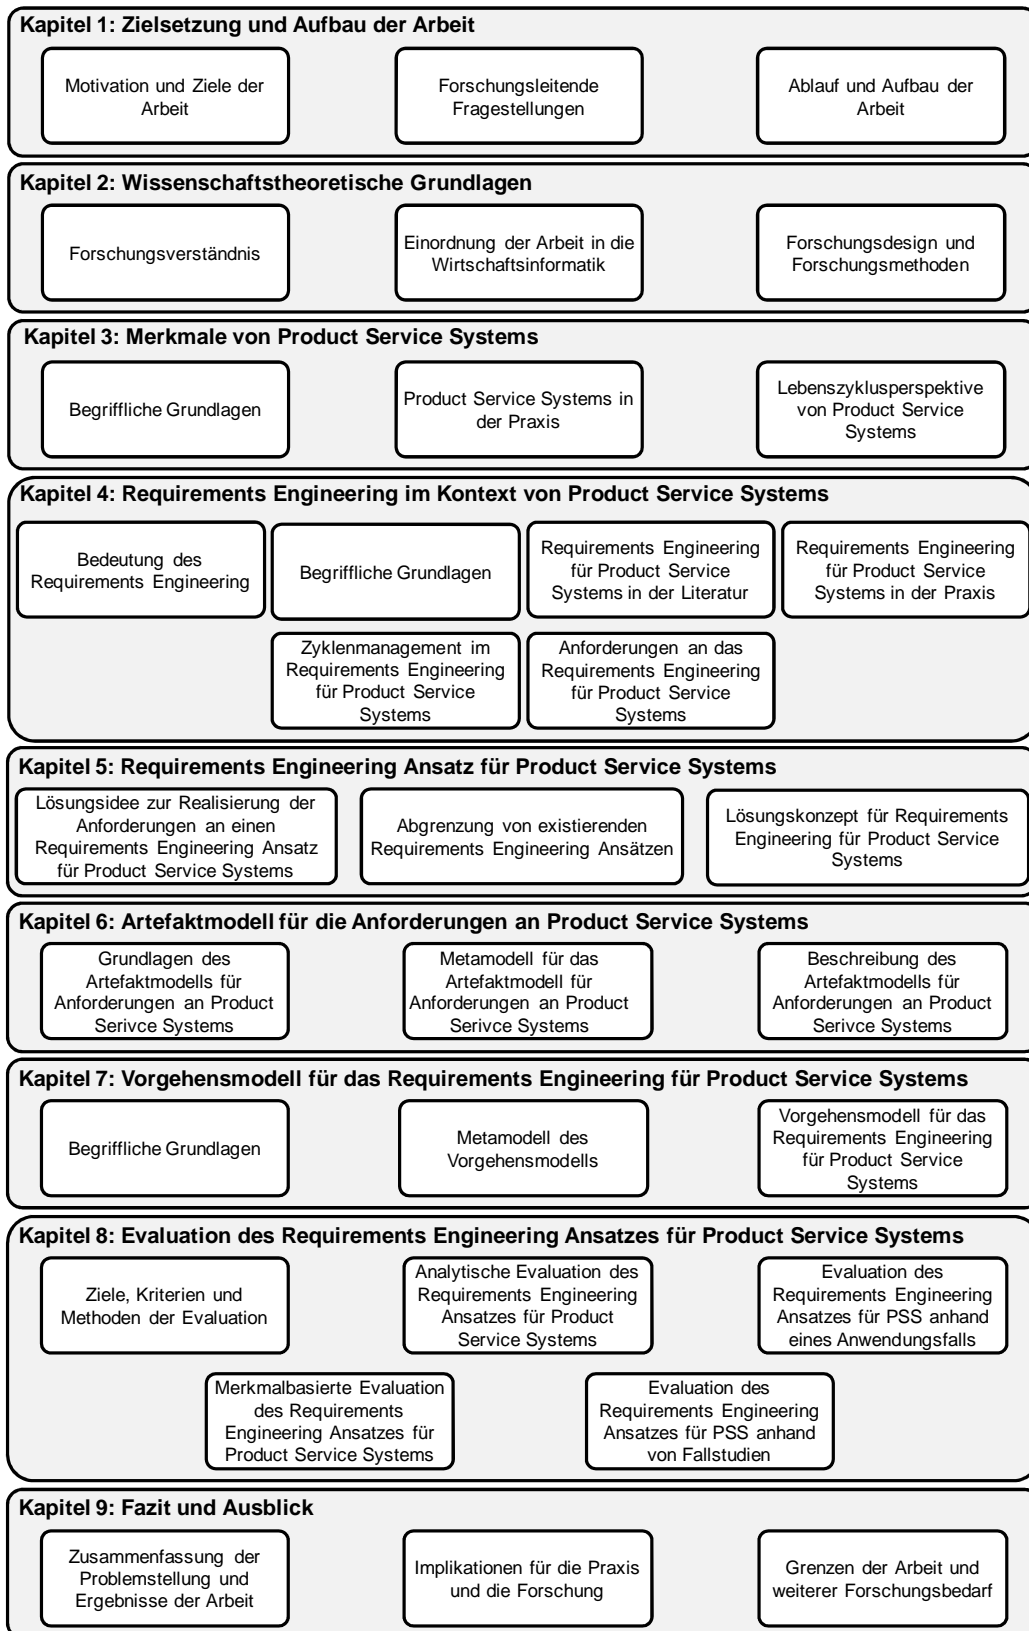 Kapitel 1: Zielsetzung und Aufbau der Arbeit
Motivation und Ziele der
Arbeit
Forschungsleitende
Fragestellungen
Ablauf und Aufbau der
Arbeit
Kapitel 2: Wissenschaftstheoretische Grundlagen
Forschungsverständnis
Einordnung der Arbeit in die
Wirtschaftsinformatik
Forschungsdesign und
Forschungsmethoden
Kapitel 3: Merkmale von Product Service Systems
Begriffliche Grundlagen
Product Service Systems in
der Praxis
Lebenszyklusperspektive
von Product Service
Systems
Kapitel 4: Requirements Engineering im Kontext von Product Service Systems
Bedeutung des
Requirements Engineering
Begriffliche Grundlagen
Requirements Engineering
für Product Service
Systems in der Literatur
Requirements Engineering
für Product Service
Systems in der Praxis
Zyklenmanagement im
Requirements Engineering
für Product Service
Systems
Anforderungen an das
Requirements Engineering
für Product Service
Systems
Kapitel 5: Requirements Engineering Ansatz für Product Service Systems
Lösungsidee zur Realisierung der
Anforderungen an einen
Requirements Engineering Ansatz
für Product Service Systems
Abgrenzung von existierenden
Requirements Engineering Ansätzen
Lösungskonzept für Requirements
Engineering für Product Service
Systems
Kapitel 6: Artefaktmodell für die Anforderungen an Product Service Systems
Grundlagen des
Artefaktmodells für
Anforderungen an Product
Serivce Systems
Metamodell für das
Artefaktmodell für
Anforderungen an Product
Serivce Systems
Beschreibung des
Artefaktmodells für
Anforderungen an Product
Serivce Systems
Kapitel 7: Vorgehensmodell für das Requirements Engineering für Product Service Systems
Begriffliche Grundlagen
Metamodell des
Vorgehensmodells
Vorgehensmodell für das
Requirements Engineering
für Product Service
Systems
Kapitel 8: Evaluation des Requirements Engineering Ansatzes für Product Service Systems
Ziele, Kriterien und
Methoden der Evaluation
Analytische Evaluation des
Requirements Engineering
Ansatzes für Product
Service Systems
Evaluation des
Requirements Engineering
Ansatzes für PSS anhand
eines Anwendungsfalls
Merkmalbasierte Evaluation
des Requirements
Engineering Ansatzes für
Product Service Systems
Evaluation des
Requirements Engineering
Ansatzes für PSS anhand
von Fallstudien
Kapitel 9: Fazit und Ausblick
Zusammenfassung der
Problemstellung und
Ergebnisse der Arbeit
Implikationen für die Praxis
und die Forschung
Grenzen der Arbeit und
weiterer Forschungsbedarf